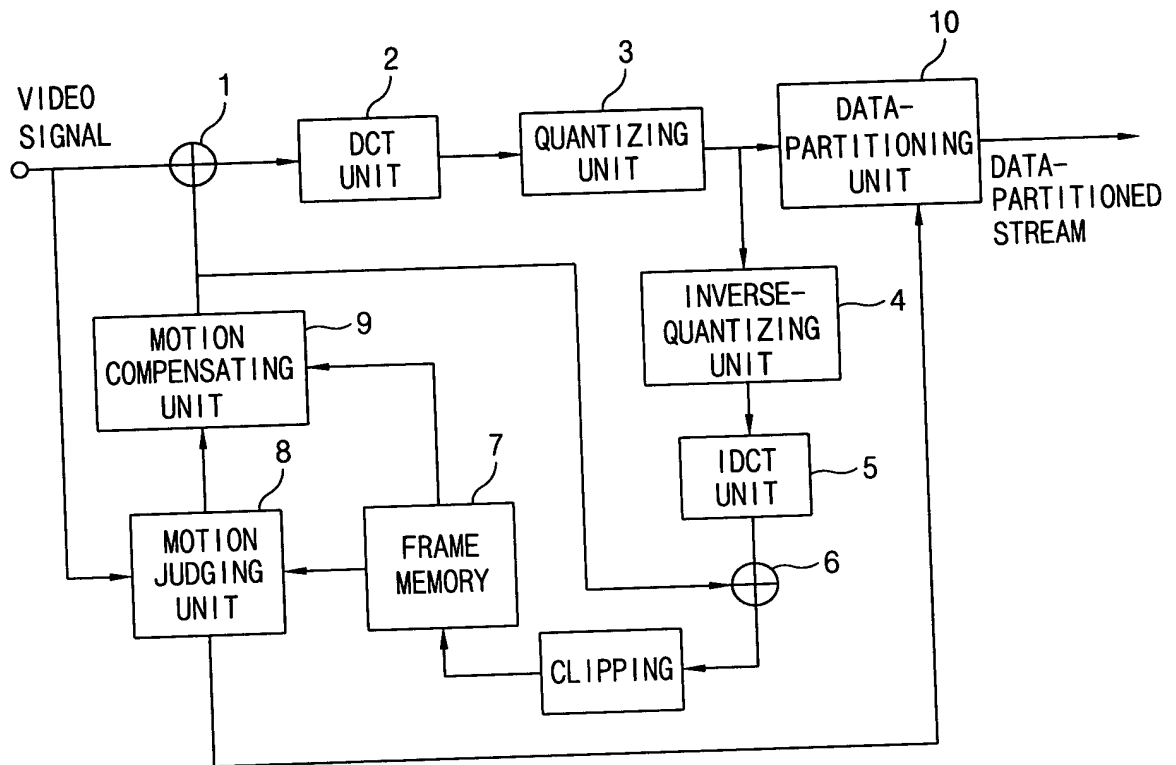 VIDEO
SIGNAL
1
2
3
10
DCT
UNIT
QUANTIZING
UNIT
DATA-
PARTITIONING
UNIT
DATA-
PARTITIONED
STREAM
INVERSE-
QUANTIZING
UNIT
4
MOTION
COMPENSATING
UNIT
9
IDCT
UNIT
5
MOTION
JUDGING
UNIT
8
FRAME
MEMORY
7
6
CLIPPING